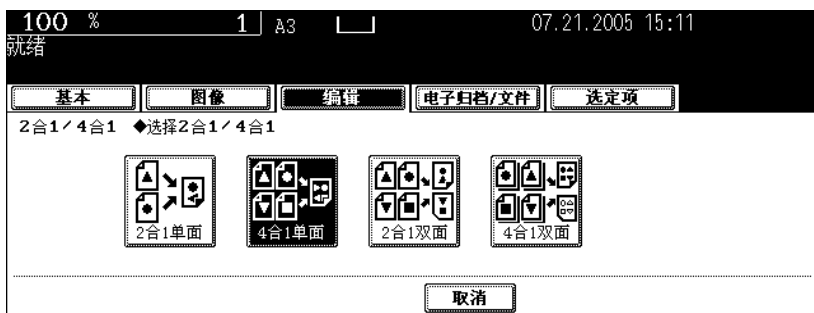 100 % 1 A3 07.21.2005 15:11
就绪
基本 图像 编辑 电子归档/文件 选定项
2合1/4合1 ◆选择2合1/4合1
2合1单面 4合1单面 2合1双面 4合1双面
取消